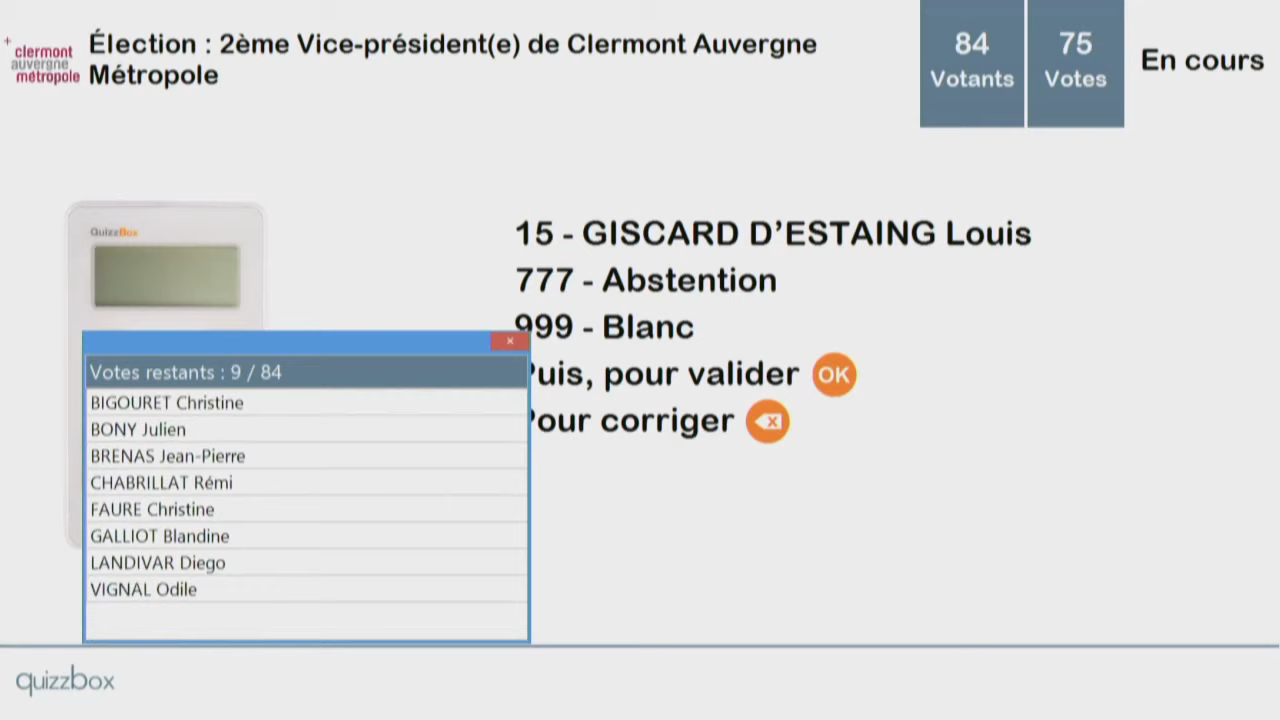 clermont
auvergne
métropole
Élection : 2ème Vice-président(e) de Clermont Auvergne
Métropole
84
Votants
75
Votes
En cours
QuizzBox
15 - GISCARD D’ESTAING Louis
777 - Abstention
999 - Blanc
Puis, pour valider OK
Pour corriger
Votes restants : 9 / 84
BIGOURET Christine
BONY Julien
BRENAS Jean-Pierre
CHABRILLAT Rémi
FAURE Christine
GALLIOT Blandine
LANDIVAR Diego
VIGNAL Odile
quizzbox